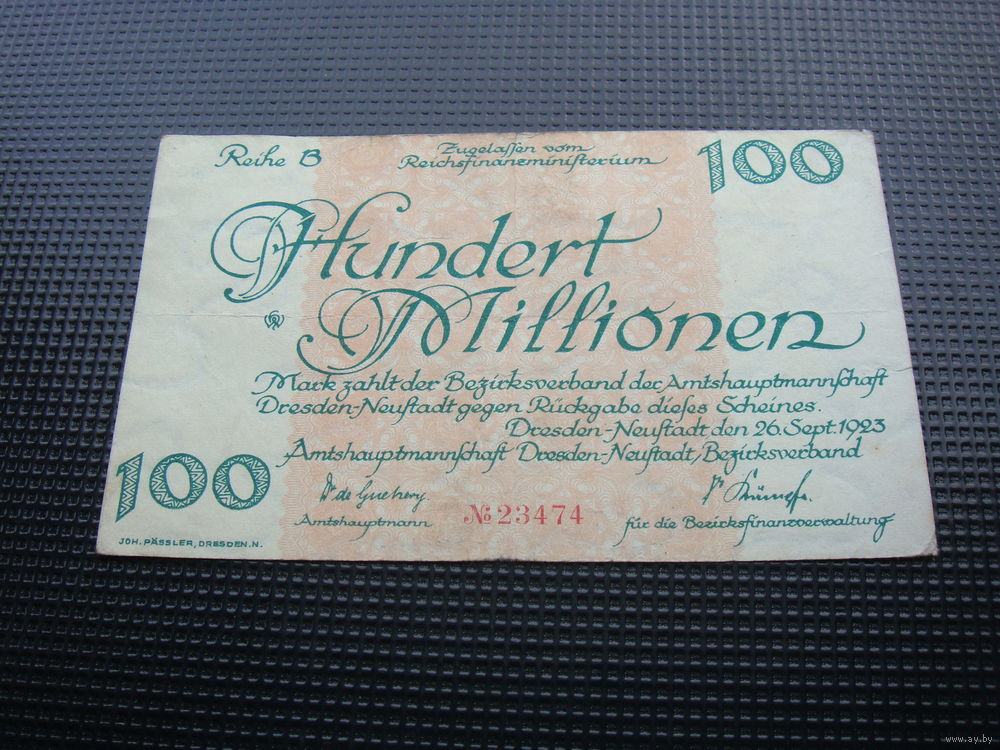 Reihe B
Zugelaſſen vom
Reichsfinanzminiſterium
100
Hundert
Millionen
Mark zahlt der Bezirksverband der Amtshauptmannſchaft
Dresden-Neuſtadt gegen Rückgabe dieſes Scheines.
Dresden-Neuſtadt den 26. Sept. 1923
Amtshauptmannſchaft Dresden-Neuſtadt, Bezirksverband
100
Amtshauptmann
№ 23474
für die Bezirksfinanzverwaltung
JOH. PÄSSLER, DRESDEN.N.
www.ay.by